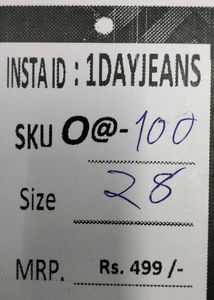 INSTA ID : 1DAYJEANS
SKU O@-100
Size 28
MRP. Rs. 499 /-